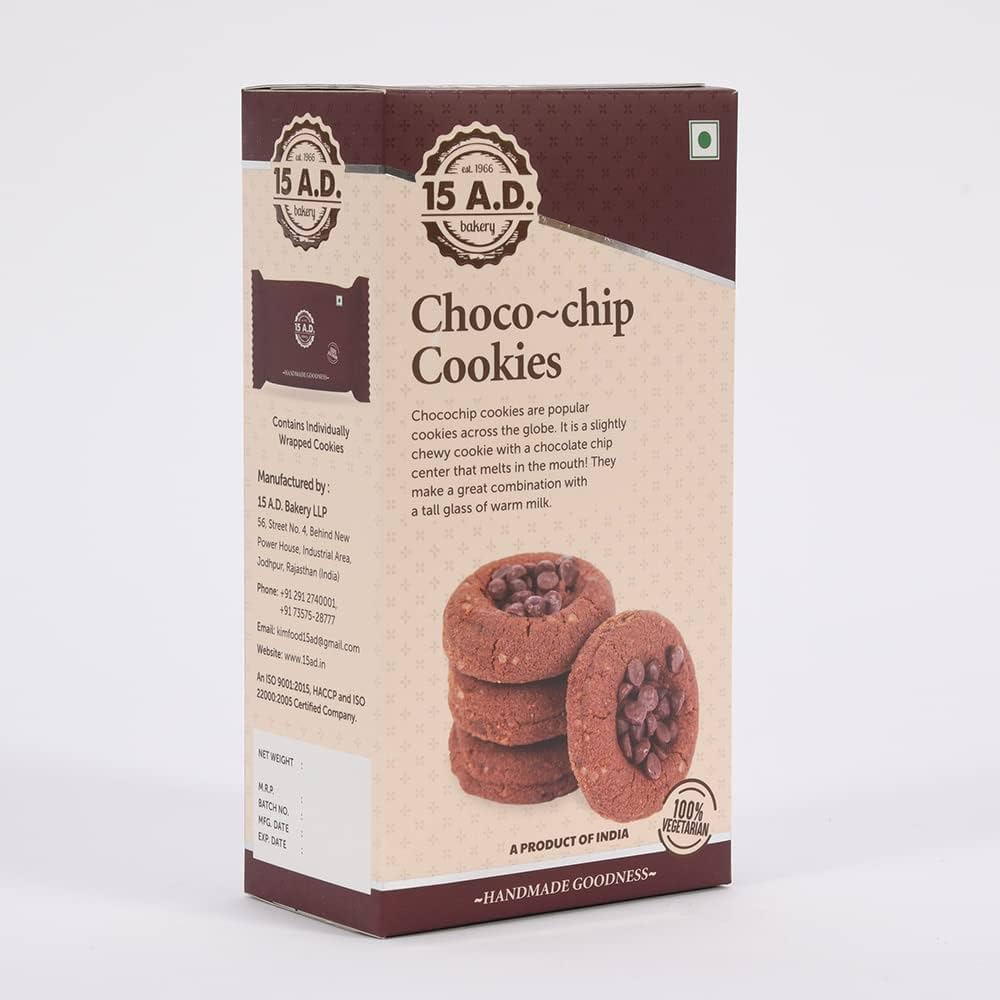 est. 1966
15 A.D.
bakery
Choco~chip
Cookies
Chocochip cookies are popular
cookies across the globe. It is a slightly
chewy cookie with a chocolate chip
center that melts in the mouth! They
make a great combination with
a tall glass of warm milk.
100%
VEGETARIAN
A PRODUCT OF INDIA
~HANDMADE GOODNESS~
est. 1966
15 A.D.
bakery
15 A.D.
~HANDMADE GOODNESS~
Contains Individually
Wrapped Cookies
Manufactured by :
15 A.D. Bakery LLP
56, Street No. 4, Behind New
Power House, Industrial Area,
Jodhpur, Rajasthan (India)
Phone: +91 291 2740001,
+91 73575-28777
Email: kimfood15ad@gmail.com
Website: www.15ad.in
An ISO 9001:2015, HACCP and ISO
22000:2005 Certified Company.
NET WEIGHT :
M.R.P. :
BATCH NO. :
MFG. DATE :
EXP. DATE :